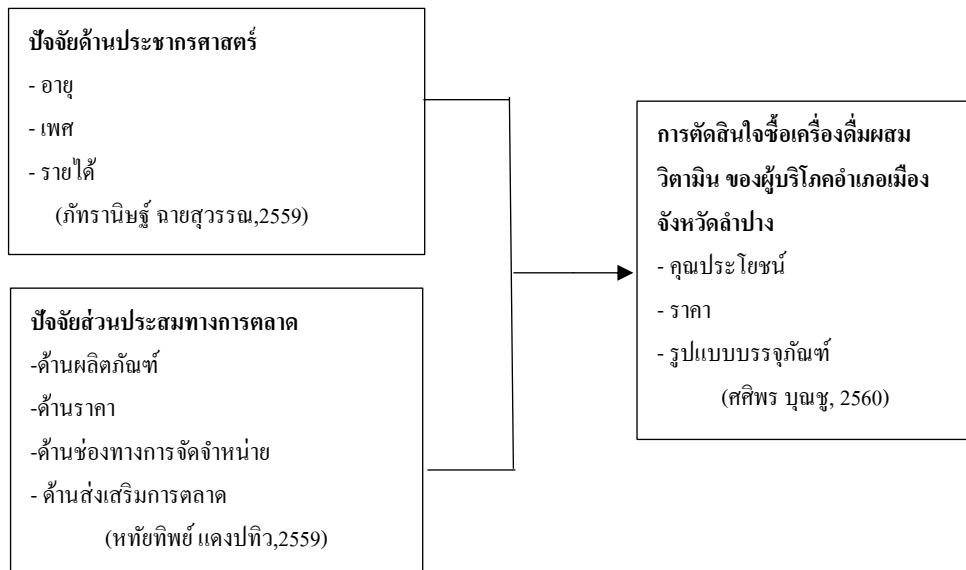 ปัจจัยด้านประชากรศาสตร์
- อายุ
- เพศ
- รายได้
(ภัทรานิษฐ์ ฉายสุวรรณ,2559)
ปัจจัยส่วนประสมทางการตลาด
-ด้านผลิตภัณฑ์
-ด้านราคา
-ด้านช่องทางการจัดจำหน่าย
- ด้านส่งเสริมการตลาด
(หทัยทิพย์ แดงปทิว,2559)
การตัดสินใจซื้อเครื่องดื่มผสม
วิตามิน ของผู้บริโภคอำเภอเมือง
จังหวัดลำปาง
- คุณประโยชน์
- ราคา
- รูปแบบบรรจุภัณฑ์
(ศศิพร บุณชู, 2560)